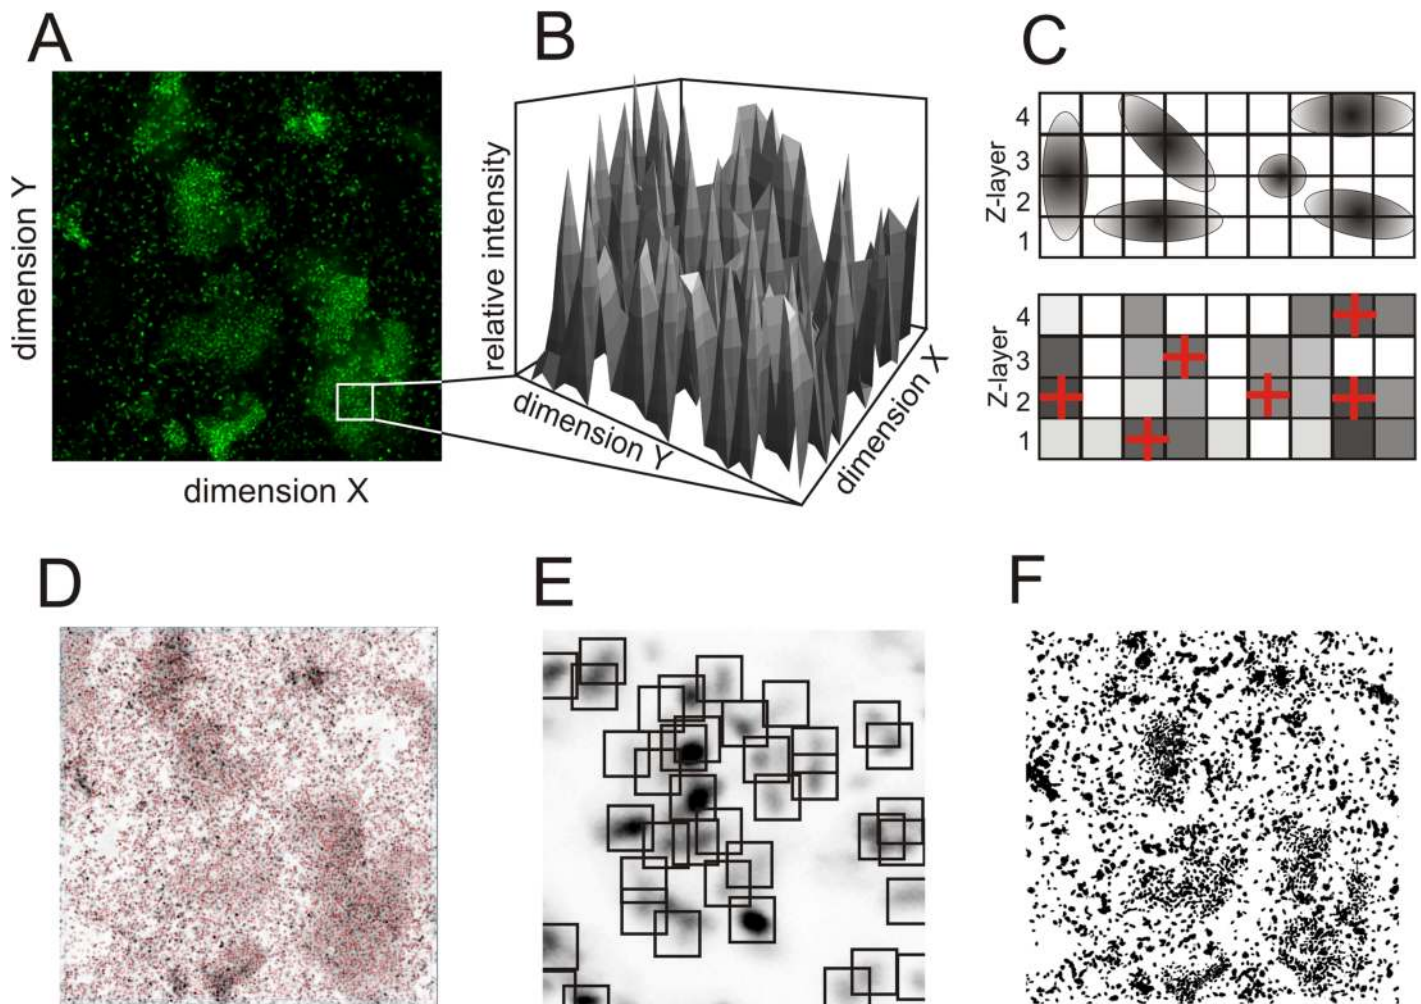 A
B
C
dimension Y
dimension X
relative intensity
dimension Y
dimension X
Z-layer
4
3
2
1
Z-layer
4
3
2
1
D
E
F